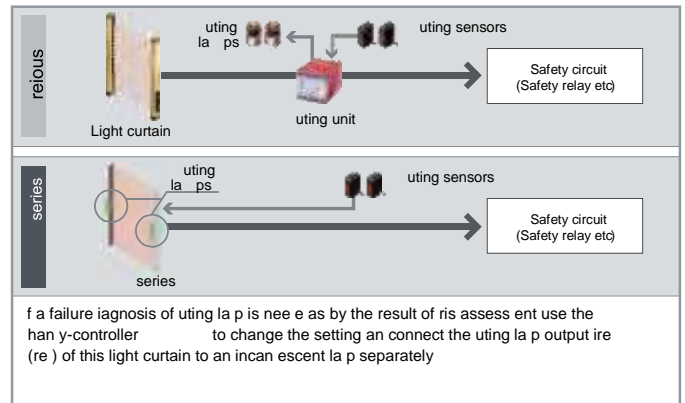 reious
uting
la ps
uting sensors
Light curtain
uting unit
Safety circuit
(Safety relay etc)
series
uting
la ps
uting sensors
series
Safety circuit
(Safety relay etc)
f a failure iagnosis of uting la p is nee e as by the result of ris assess ent use the
han y-controller to change the setting an connect the uting la p output ire
(re ) of this light curtain to an incan escent la p separately